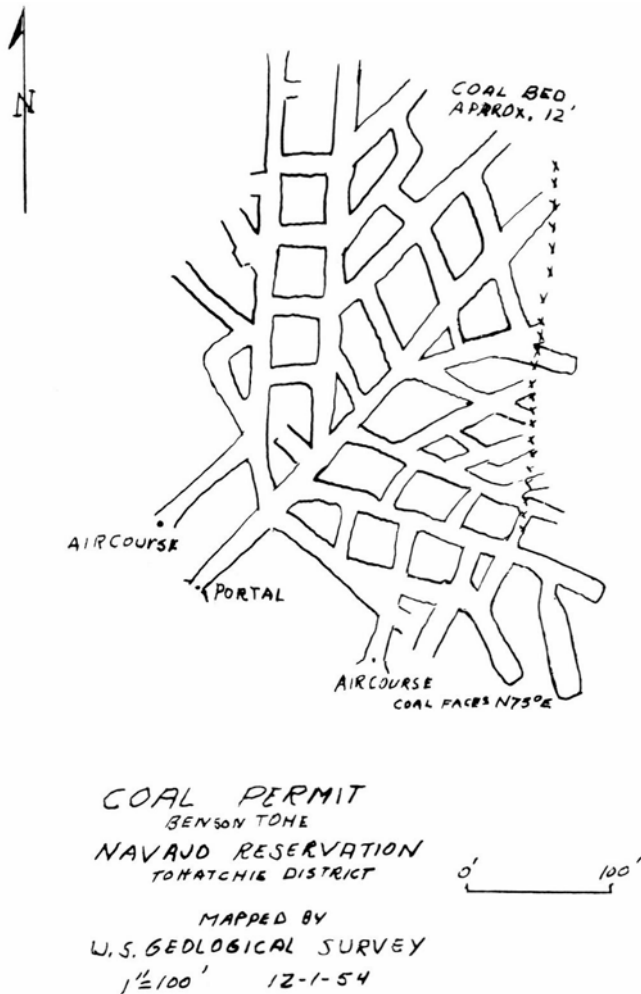 N
COAL BED
APPROX. 12'
AIRCOURSE
PORTAL
AIRCOURSE
COAL FACES N75°E
COAL PERMIT
BENSON TOHE
NAVAJO RESERVATION
TOHATCHIE DISTRICT
0' 100'
MAPPED BY
U.S. GEOLOGICAL SURVEY
1"=100' 12-1-54